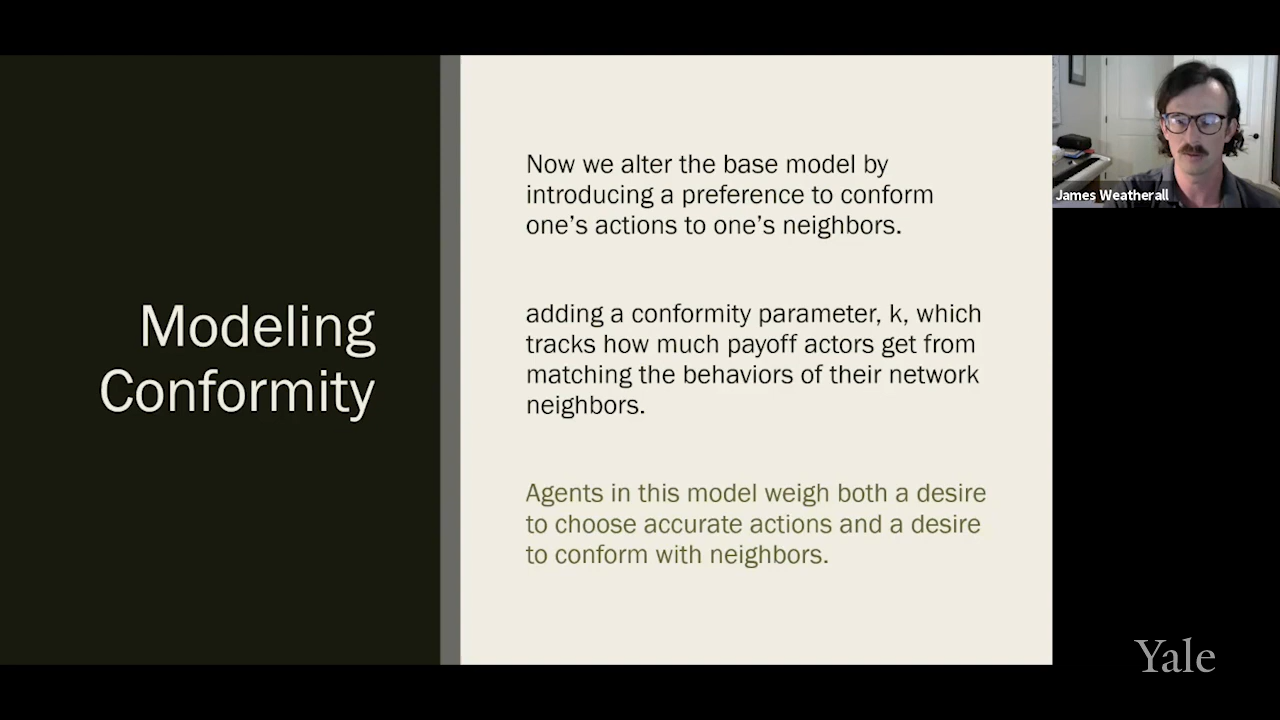 Modeling
Conformity
Now we alter the base model by
introducing a preference to conform
one’s actions to one’s neighbors.
adding a conformity parameter, k, which
tracks how much payoff actors get from
matching the behaviors of their network
neighbors.
Agents in this model weigh both a desire
to choose accurate actions and a desire
to conform with neighbors.
James Weatherall
Yale